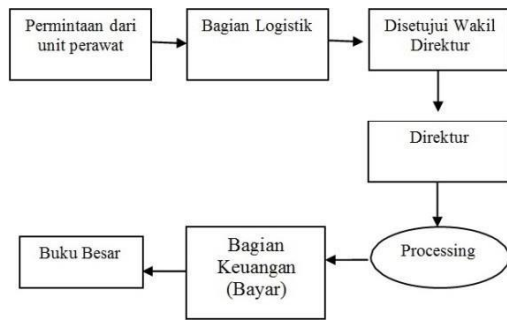 Permintaan dari
unit perawat
Bagian Logistik
Disetujui Wakil
Direktur
Direktur
Processing
Bagian
Keuangan
(Bayar)
Buku Besar